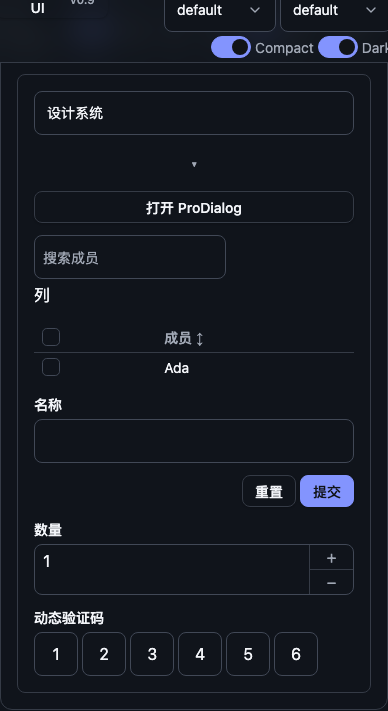 UI
v0.9
default
default
Compact
Dark
设计系统
打开 ProDialog
搜索成员
列
成员
Ada
名称
重置
提交
数量
1
动态验证码
1 2 3 4 5 6